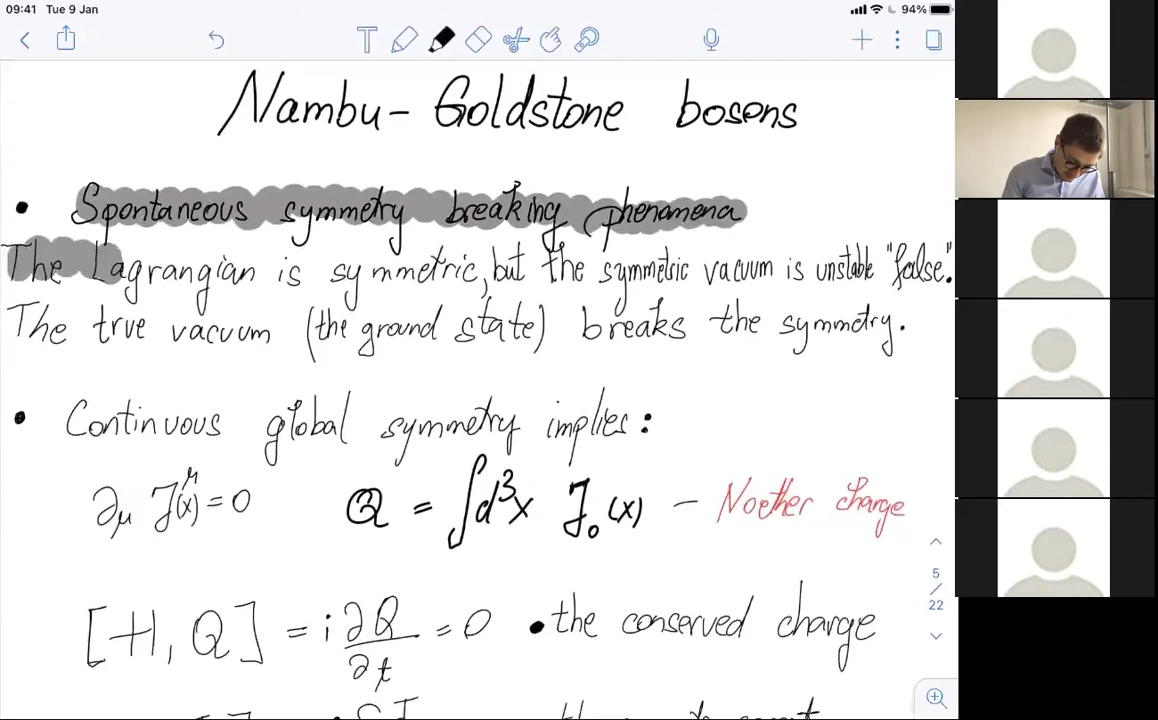 09:41 Tue 9 Jan
94%
Nambu-Goldstone bosons
• Spontaneous symmetry breaking phenomena
The Lagrangian is symmetric, but the symmetric vacuum is unstable "false".
The true vacuum (the ground state) breaks the symmetry.
• Continuous global symmetry implies:
∂_μ J^μ(x) = 0 Q = ∫d³x J₀(x) — Noether charge
[H, Q] = i ∂Q/∂t = 0 • the conserved charge
5
/
22